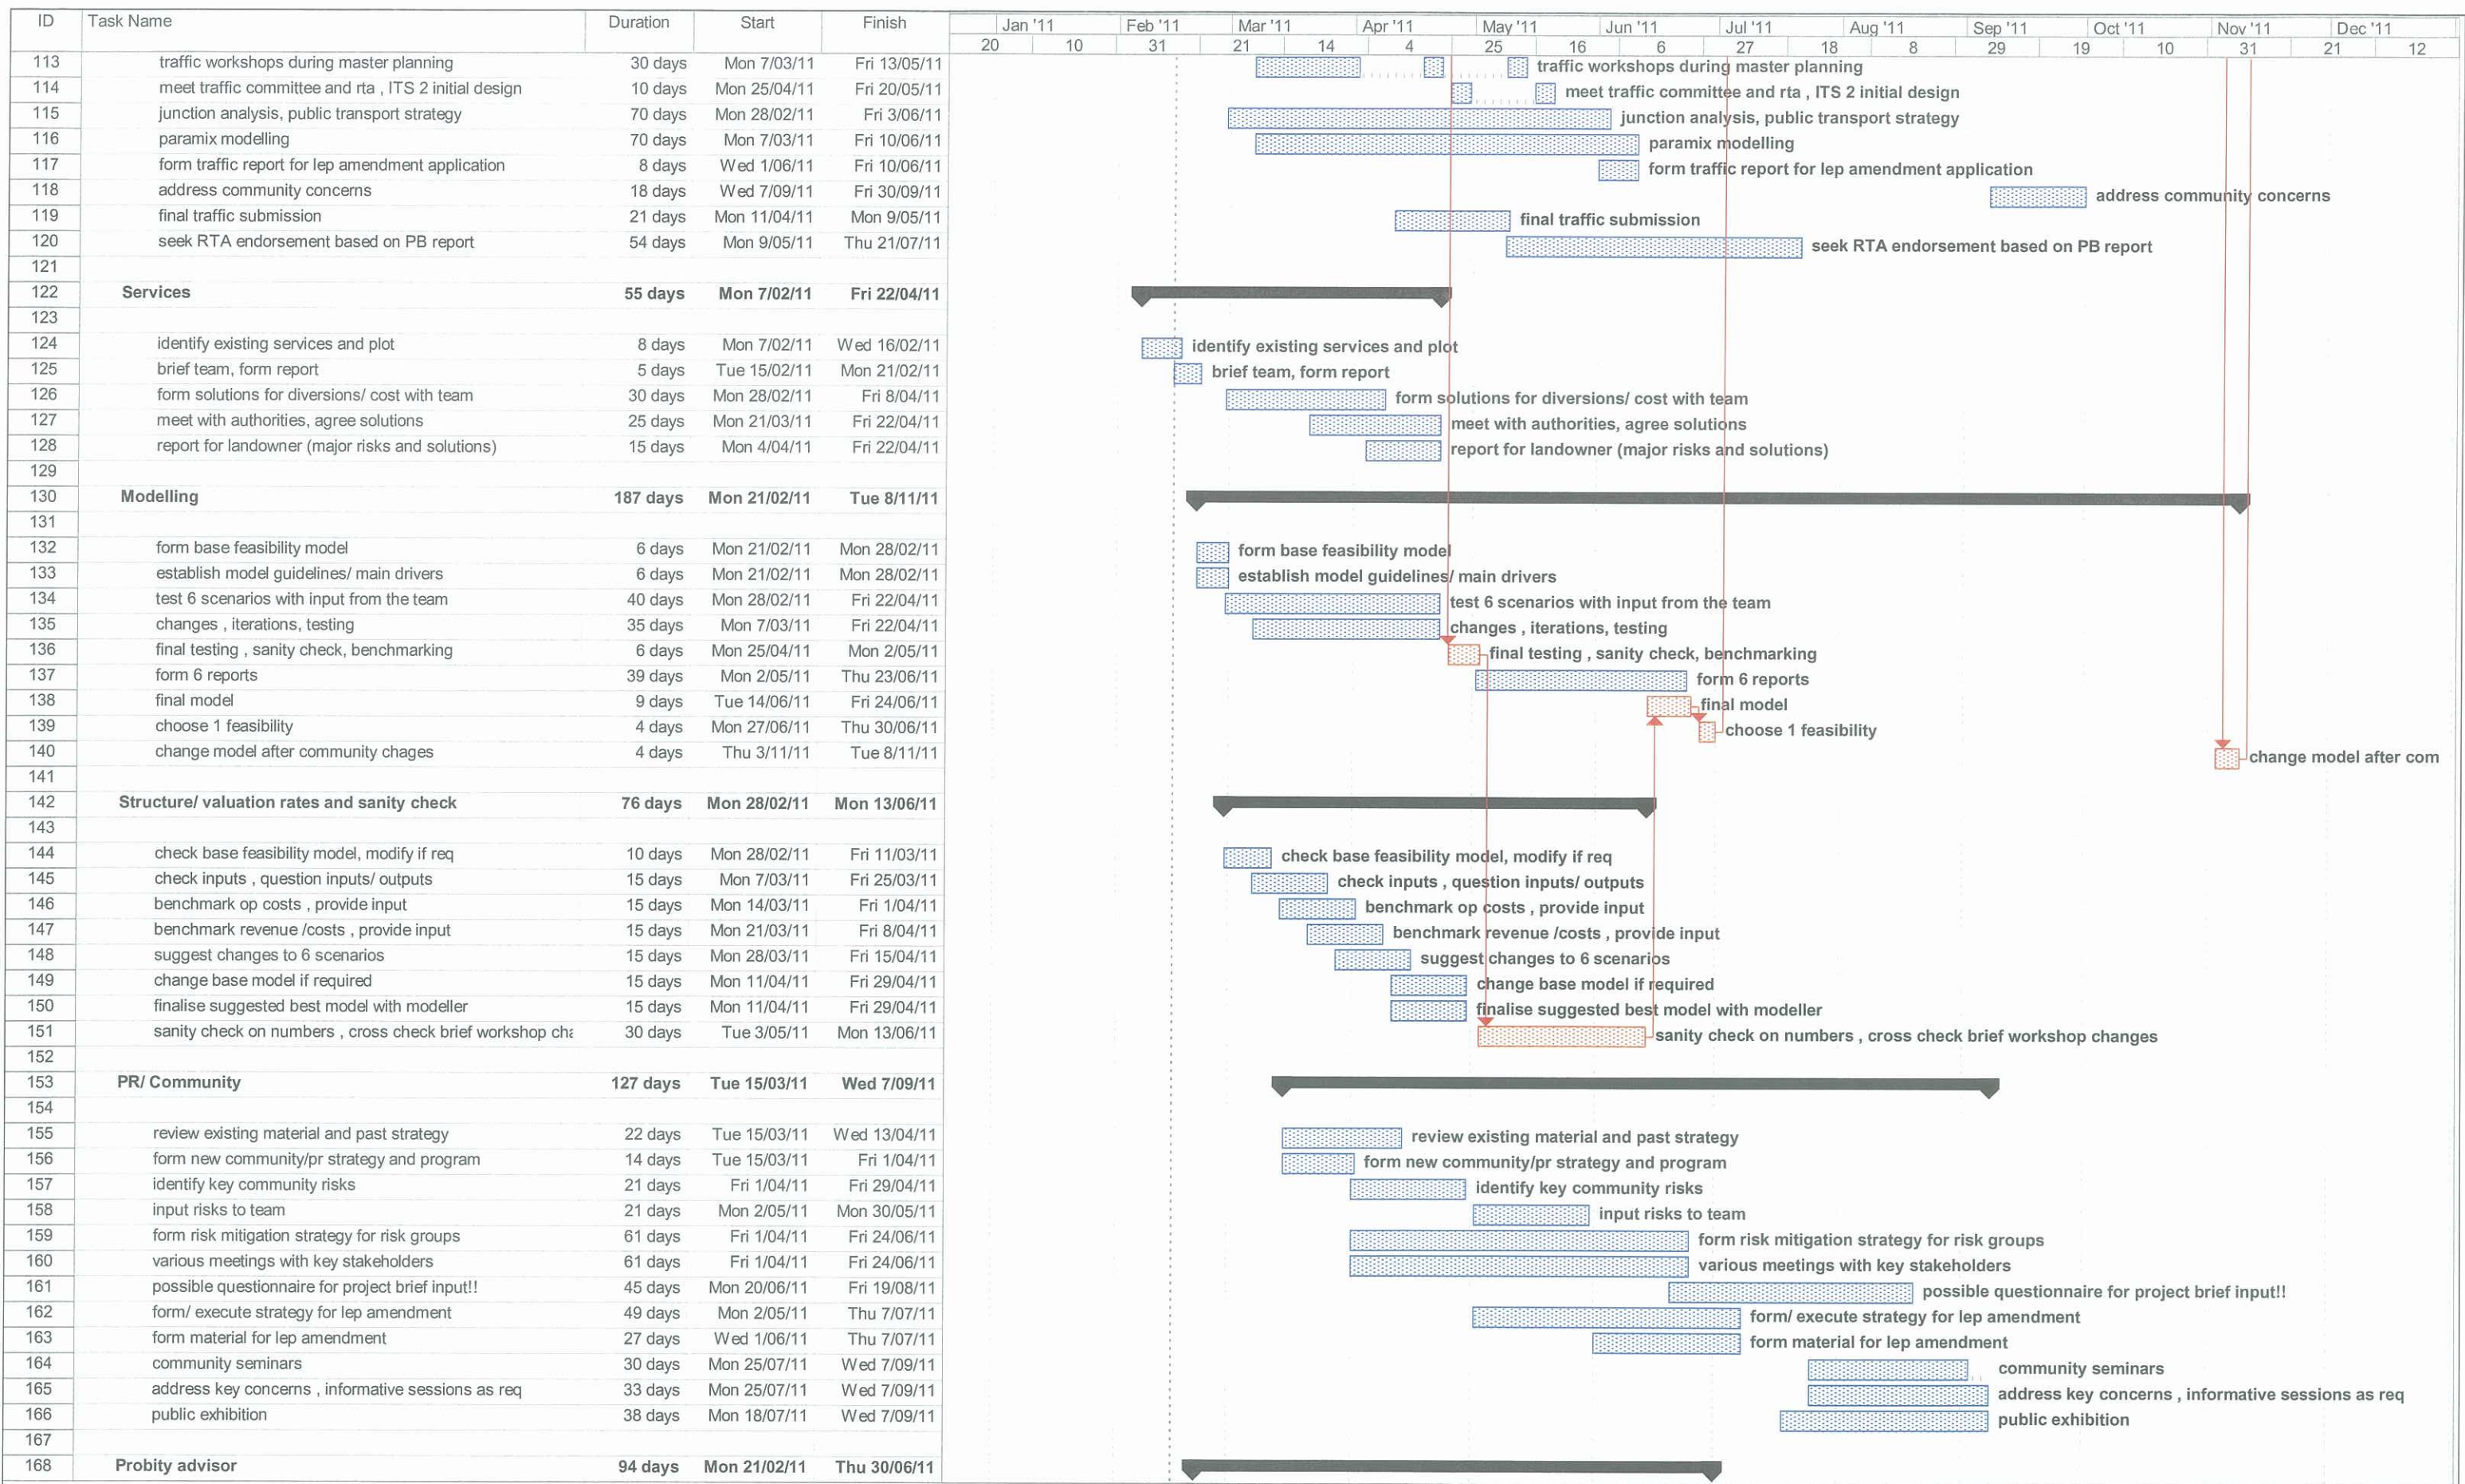 ID Task Name Duration Start Finish Jan '11 Feb '11 Mar '11 Apr '11 May '11 Jun '11 Jul '11 Aug '11 Sep '11 Oct '11 Nov '11 Dec '11
20 10 31 21 14 4 25 16 6 27 18 8 29 19 10 31 21 12
113 traffic workshops during master planning 30 days Mon 7/03/11 Fri 13/05/11 traffic workshops during master planning
114 meet traffic committee and rta , ITS 2 initial design 10 days Mon 25/04/11 Fri 20/05/11 meet traffic committee and rta , ITS 2 initial design
115 junction analysis, public transport strategy 70 days Mon 28/02/11 Fri 3/06/11 junction analysis, public transport strategy
116 paramix modelling 70 days Mon 7/03/11 Fri 10/06/11 paramix modelling
117 form traffic report for lep amendment application 8 days Wed 1/06/11 Fri 10/06/11 form traffic report for lep amendment application
118 address community concerns 18 days Wed 7/09/11 Fri 30/09/11 address community concerns
119 final traffic submission 21 days Mon 11/04/11 Mon 9/05/11 final traffic submission
120 seek RTA endorsement based on PB report 54 days Mon 9/05/11 Thu 21/07/11 seek RTA endorsement based on PB report
121
122 Services 55 days Mon 7/02/11 Fri 22/04/11
123
124 identify existing services and plot 8 days Mon 7/02/11 Wed 16/02/11 identify existing services and plot
125 brief team, form report 5 days Tue 15/02/11 Mon 21/02/11 brief team, form report
126 form solutions for diversions/ cost with team 30 days Mon 28/02/11 Fri 8/04/11 form solutions for diversions/ cost with team
127 meet with authorities, agree solutions 25 days Mon 21/03/11 Fri 22/04/11 meet with authorities, agree solutions
128 report for landowner (major risks and solutions) 15 days Mon 4/04/11 Fri 22/04/11 report for landowner (major risks and solutions)
129
130 Modelling 187 days Mon 21/02/11 Tue 8/11/11
131
132 form base feasibility model 6 days Mon 21/02/11 Mon 28/02/11 form base feasibility model
133 establish model guidelines/ main drivers 6 days Mon 21/02/11 Mon 28/02/11 establish model guidelines/ main drivers
134 test 6 scenarios with input from the team 40 days Mon 28/02/11 Fri 22/04/11 test 6 scenarios with input from the team
135 changes , iterations, testing 35 days Mon 7/03/11 Fri 22/04/11 changes , iterations, testing
136 final testing , sanity check, benchmarking 6 days Mon 25/04/11 Mon 2/05/11 final testing , sanity check, benchmarking
137 form 6 reports 39 days Mon 2/05/11 Thu 23/06/11 form 6 reports
138 final model 9 days Tue 14/06/11 Fri 24/06/11 final model
139 choose 1 feasibility 4 days Mon 27/06/11 Thu 30/06/11 choose 1 feasibility
140 change model after community chages 4 days Thu 3/11/11 Tue 8/11/11 change model after com
141
142 Structure/ valuation rates and sanity check 76 days Mon 28/02/11 Mon 13/06/11
143
144 check base feasibility model, modify if req 10 days Mon 28/02/11 Fri 11/03/11 check base feasibility model, modify if req
145 check inputs , question inputs/ outputs 15 days Mon 7/03/11 Fri 25/03/11 check inputs , question inputs/ outputs
146 benchmark op costs , provide input 15 days Mon 14/03/11 Fri 1/04/11 benchmark op costs , provide input
147 benchmark revenue /costs , provide input 15 days Mon 21/03/11 Fri 8/04/11 benchmark revenue /costs , provide input
148 suggest changes to 6 scenarios 15 days Mon 28/03/11 Fri 15/04/11 suggest changes to 6 scenarios
149 change base model if required 15 days Mon 11/04/11 Fri 29/04/11 change base model if required
150 finalise suggested best model with modeller 15 days Mon 11/04/11 Fri 29/04/11 finalise suggested best model with modeller
151 sanity check on numbers , cross check brief workshop cha 30 days Tue 3/05/11 Mon 13/06/11 sanity check on numbers , cross check brief workshop changes
152
153 PR/ Community 127 days Tue 15/03/11 Wed 7/09/11
154
155 review existing material and past strategy 22 days Tue 15/03/11 Wed 13/04/11 review existing material and past strategy
156 form new community/pr strategy and program 14 days Tue 15/03/11 Fri 1/04/11 form new community/pr strategy and program
157 identify key community risks 21 days Fri 1/04/11 Fri 29/04/11 identify key community risks
158 input risks to team 21 days Mon 2/05/11 Mon 30/05/11 input risks to team
159 form risk mitigation strategy for risk groups 61 days Fri 1/04/11 Fri 24/06/11 form risk mitigation strategy for risk groups
160 various meetings with key stakeholders 61 days Fri 1/04/11 Fri 24/06/11 various meetings with key stakeholders
161 possible questionnaire for project brief input!! 45 days Mon 20/06/11 Fri 19/08/11 possible questionnaire for project brief input!!
162 form/ execute strategy for lep amendment 49 days Mon 2/05/11 Thu 7/07/11 form/ execute strategy for lep amendment
163 form material for lep amendment 27 days Wed 1/06/11 Thu 7/07/11 form material for lep amendment
164 community seminars 30 days Mon 25/07/11 Wed 7/09/11 community seminars
165 address key concerns , informative sessions as req 33 days Mon 25/07/11 Wed 7/09/11 address key concerns , informative sessions as req
166 public exhibition 38 days Mon 18/07/11 Wed 7/09/11 public exhibition
167
168 Probity advisor 94 days Mon 21/02/11 Thu 30/06/11